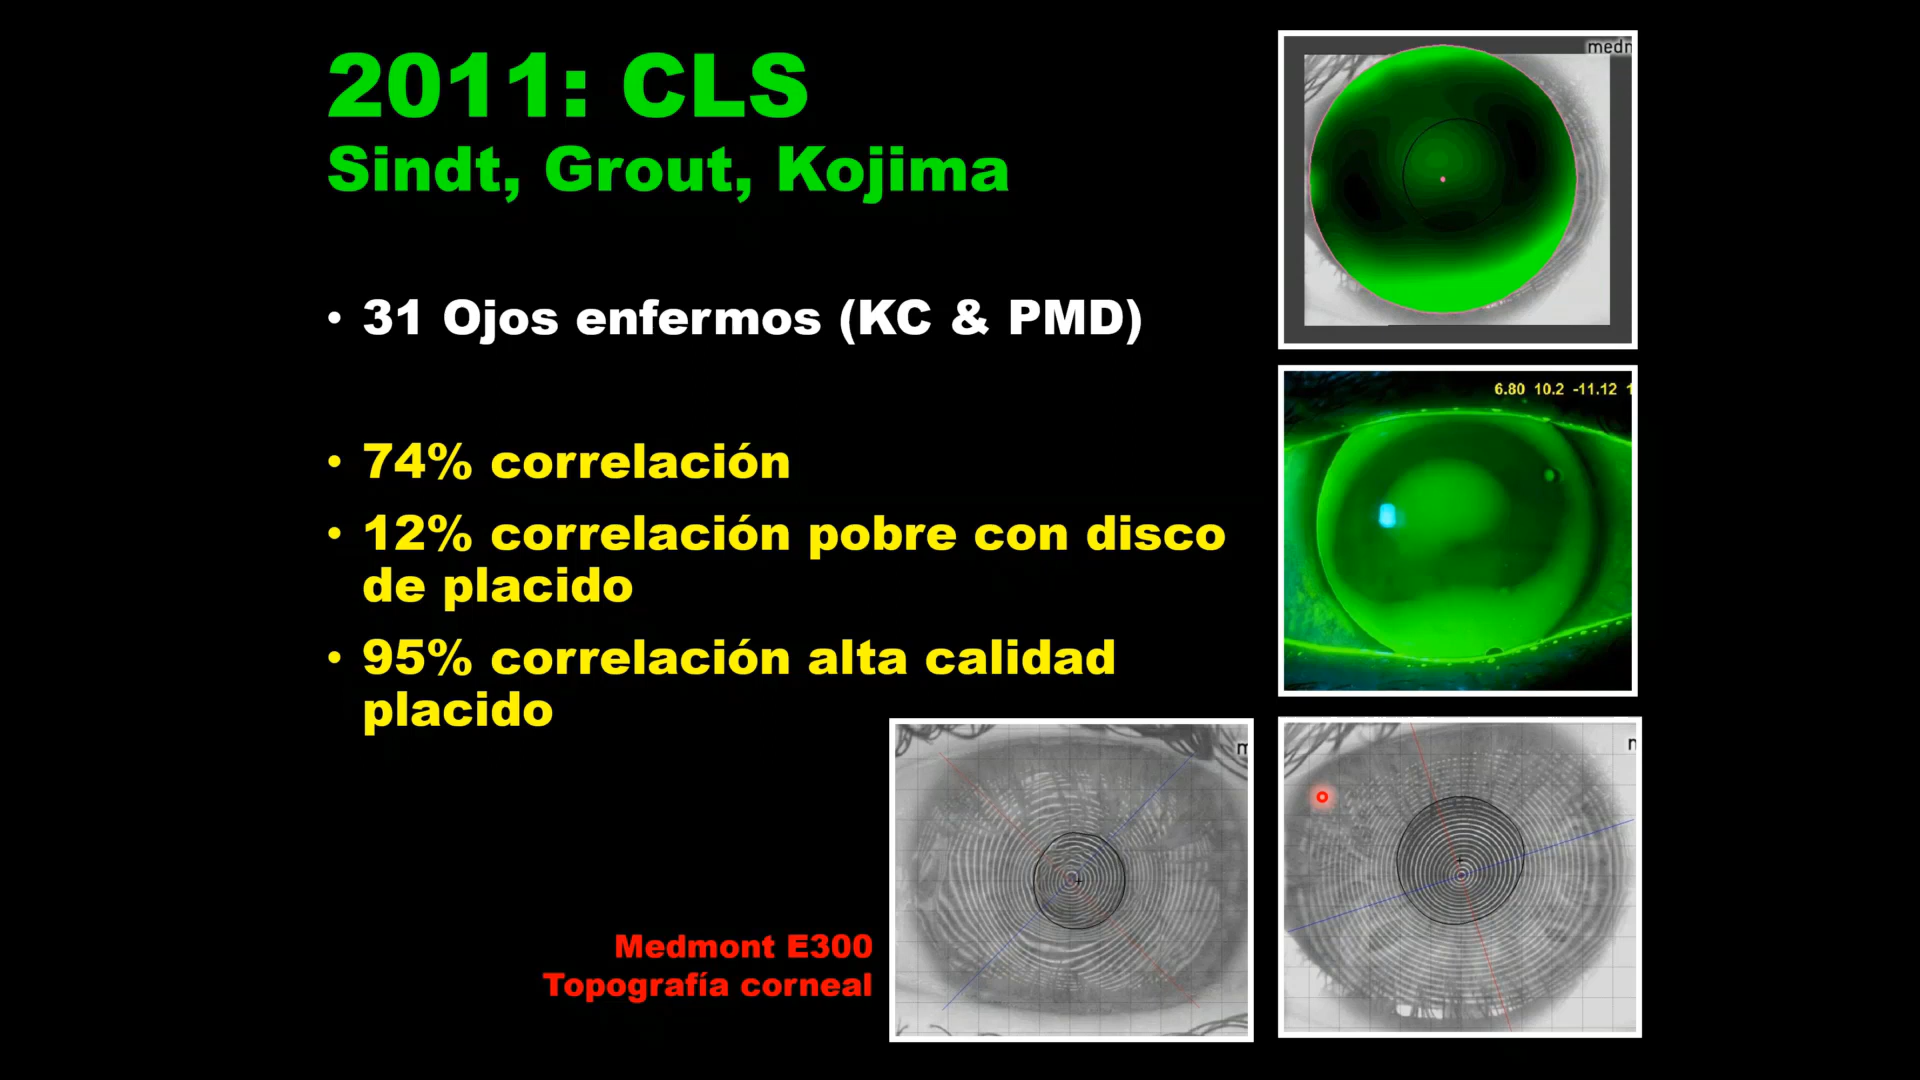 2011: CLS
Sindt, Grout, Kojima
• 31 Ojos enfermos (KC & PMD)
• 74% correlación
• 12% correlación pobre con disco
de placido
• 95% correlación alta calidad
placido
Medmont E300
Topografía corneal
medm
6.80 10.2 -11.12